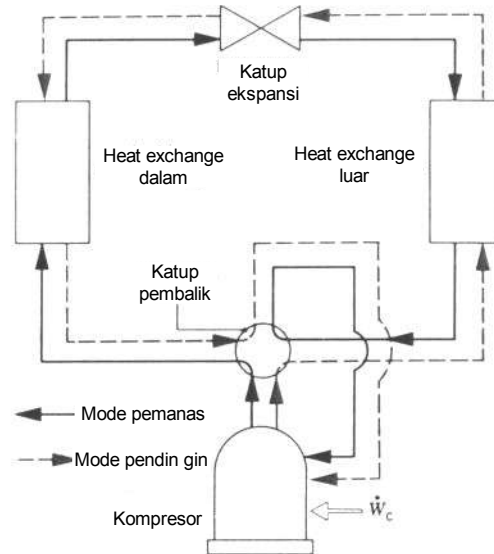 Katup
ekspansi
Heat exchange
dalam
Heat exchange
luar
Katup
pembalik
Mode pemanas
Mode pendin gin
Kompresor
Ẇc